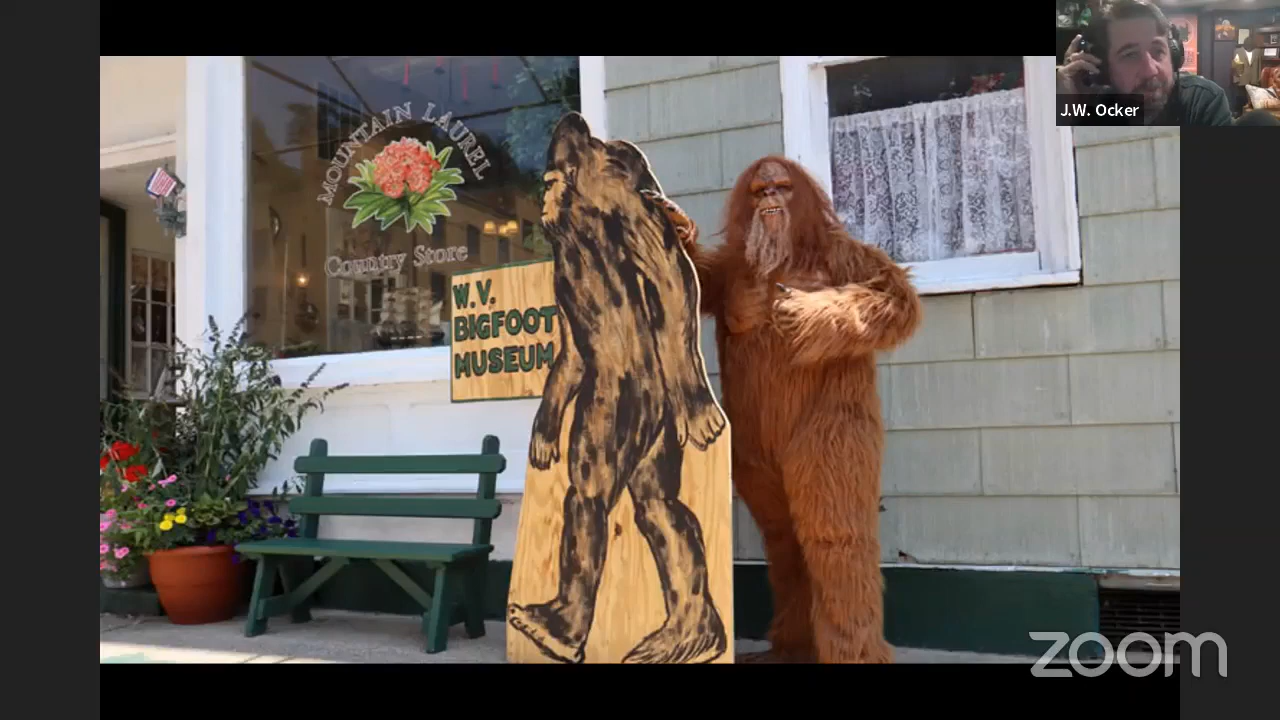 MOUNTAIN LAUREL
Country Store
W.V.
BIGFOOT
MUSEUM
J.W. Ocker
zoom